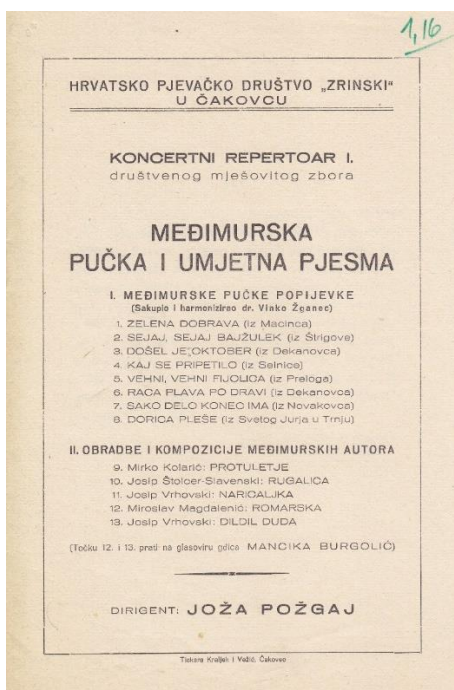 1,16
HRVATSKO PJEVAČKO DRUŠTVO „ZRINSKI“
U ČAKOVCU
KONCERTNI REPERTOAR I.
društvenog mješovitog zbora
MEĐIMURSKA
PUČKA I UMJETNA PJESMA
I. MEĐIMURSKE PUČKE POPIJEVKE
(Sakupio i harmonizirao dr. Vinko Žganec)
1. ZELENA DOBRAVA (iz Macinca)
2. SEJAJ, SEJAJ BAJŽULEK (iz Štrigove)
3. DOŠEL JE OKTOBER (iz Dekanovca)
4. KAJ SE PRIPETILO (iz Selnice)
5. VEHNI, VEHNI FIJOLICA (iz Preloga)
6. RACA PLAVA PO DRAVI (iz Dekanovca)
7. SAKO DELO KONEC IMA (iz Novakovca)
8. DORICA PLEŠE (iz Svetog Jurja u Trnju)
II. OBRADBE I KOMPOZICIJE MEĐIMURSKIH AUTORA
9. Mirko Kolarić: PROTULETJE
10. Josip Štolcer-Slavenski: RUGALICA
11. Josip Vrhovski: NARICALJKA
12. Miroslav Magdalenić: ROMARSKA
13. Josip Vrhovski: DILDIL DUDA
(Točku 12. i 13. prati na glasoviru gdica MANCIKA BURGOLIĆ)
DIRIGENT: JOŽA POŽGAJ
Tiskara Kraljek i Vežić, Čakovec